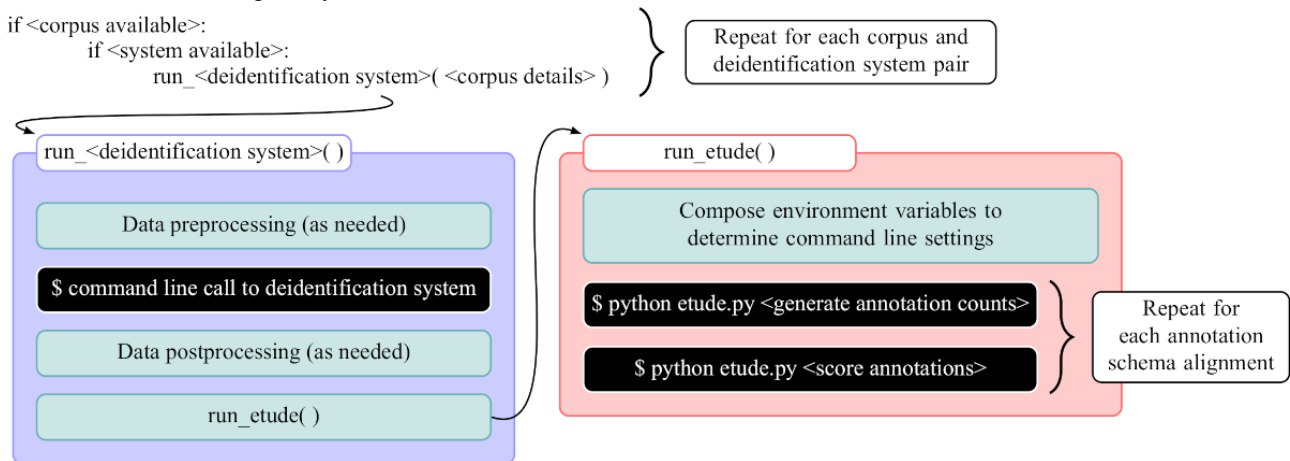 if <corpus available>:
if <system available>:
run_<deidentification system>( <corpus details> )
Repeat for each corpus and
deidentification system pair
run_<deidentification system>( )
Data preprocessing (as needed)
$ command line call to deidentification system
Data postprocessing (as needed)
run_etude( )
run_etude( )
Compose environment variables to
determine command line settings
$ python etude.py <generate annotation counts>
$ python etude.py <score annotations>
Repeat for
each annotation
schema alignment